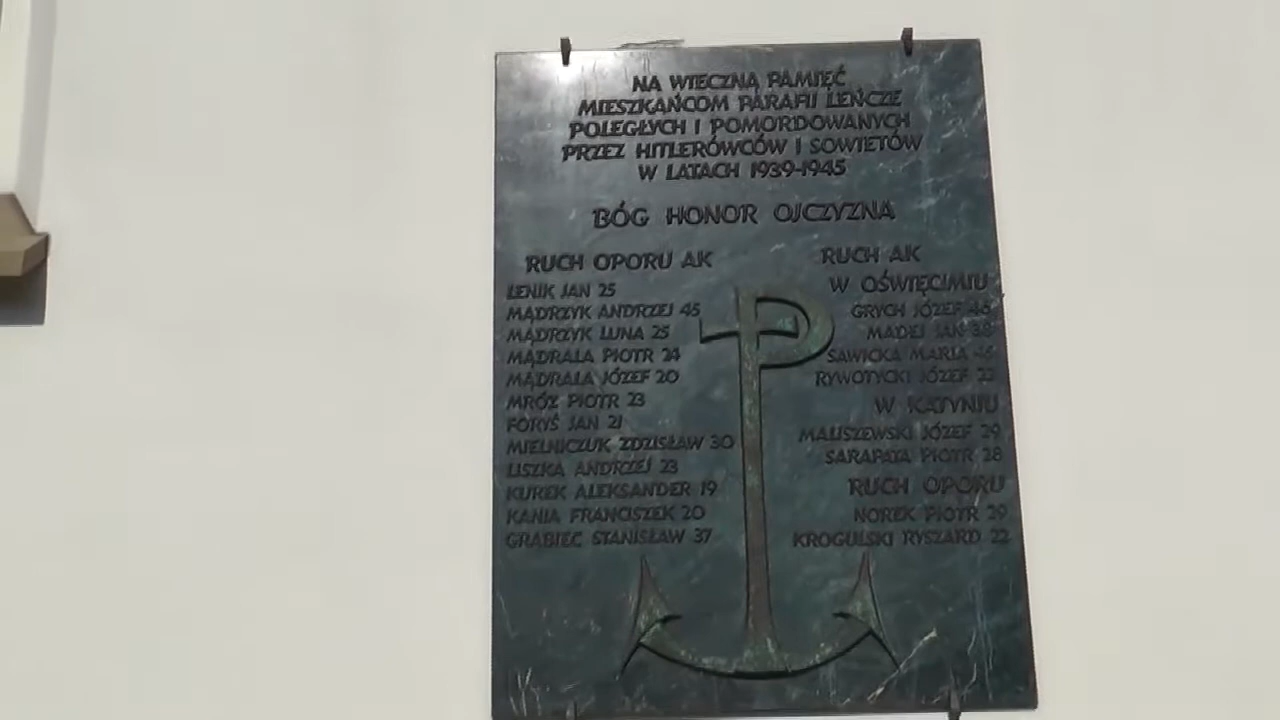 NA WIECZNĄ PAMIĘĆ
MIESZKAŃCOM PARAFII LEŃCZE
POLEGŁYCH I POMORDOWANYCH
PRZEZ HITLERÓWCÓW I SOWIETÓW
W LATACH 1939-1945
BÓG HONOR OJCZYZNA
RUCH OPORU AK
LENIK JAN 25
MĄDRZYK ANDRZEJ 45
MĄDRZYK LUNA 25
MĄDRALA PIOTR 24
MĄDRALA JÓZEF 20
MRÓZ PIOTR 23
FORYŚ JAN 21
MIELNICZUK ZDZISŁAW 30
LISZKA ANDRZEJ 23
KUREK ALEKSANDER 19
KANIA FRANCISZEK 20
GRABIEC STANISŁAW 37
RUCH AK
W OŚWIĘCIMIU
GRYCH JÓZEF
MADEJ JAN
SAWICKA MARIA
RYWOTYCKI JÓZEF
W KATYNIU
MALISZEWSKI JÓZEF 29
SARAPATA PIOTR 28
RUCH OPORU
NOREK PIOTR 29
KROGULSKI RYSZARD 22